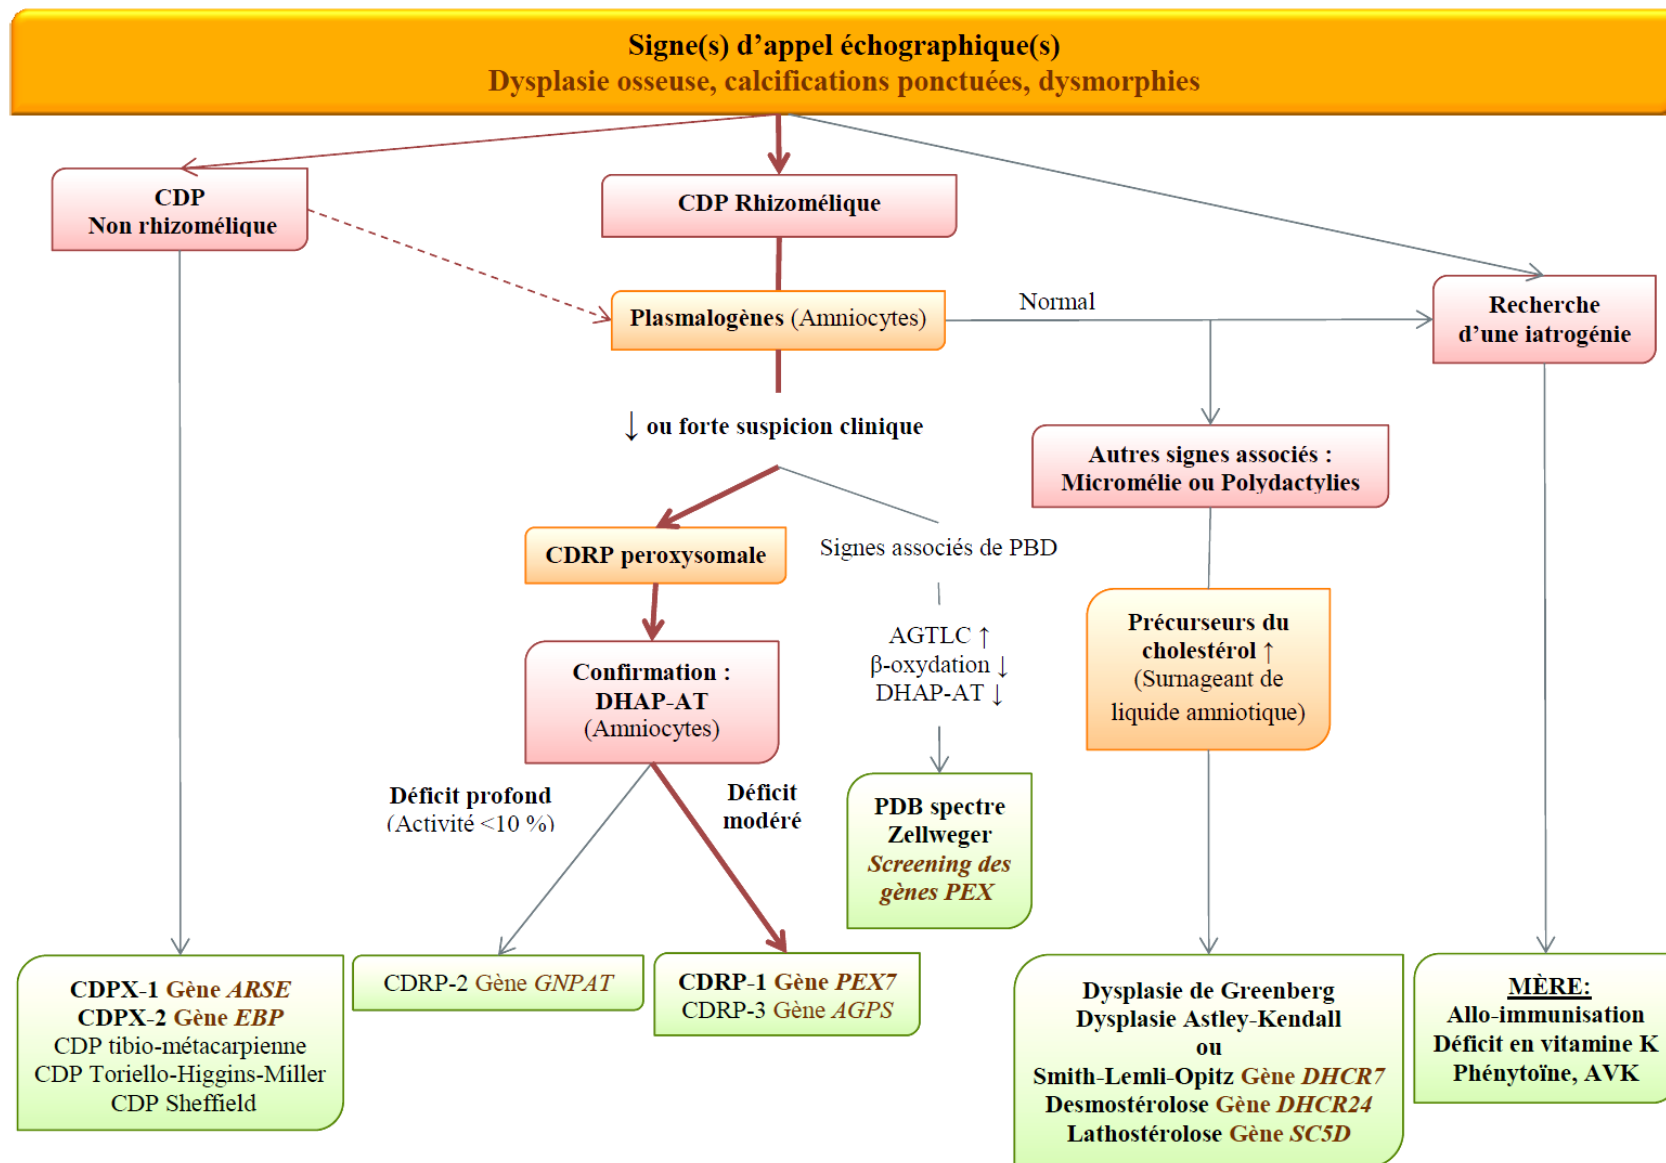 Signe(s) d’appel échographique(s)
Dysplasie osseuse, calcifications ponctuées, dysmorphies
CDP
Non rhizomélique
CDP Rhizomélique
Plasmalogènes (Amniocytes)
Normal
Recherche
d’une iatrogénie
↓ ou forte suspicion clinique
Autres signes associés :
Micromélie ou Polydactylies
CDRP peroxysomale
Signes associés de PBD
AGTLC ↑
β-oxydation ↓
DHAP-AT ↓
Précurseurs du
cholestérol ↑
(Surnageant de
liquide amniotique)
Confirmation :
DHAP-AT
(Amniocytes)
Déficit profond
(Activité <10 %)
Déficit
modéré
PDB spectre
Zellweger
Screening des
gènes PEX
CDPX-1 Gène ARSE
CDPX-2 Gène EBP
CDP tibio-métacarpienne
CDP Toriello-Higgins-Miller
CDP Sheffield
CDRP-2 Gène GNPAT
CDRP-1 Gène PEX7
CDRP-3 Gène AGPS
Dysplasie de Greenberg
Dysplasie Astley-Kendall
ou
Smith-Lemli-Opitz Gène DHCR7
Desmostérolose Gène DHCR24
Lathostérolose Gène SC5D
MÈRE:
Allo-immunisation
Déficit en vitamine K
Phénytoïne, AVK